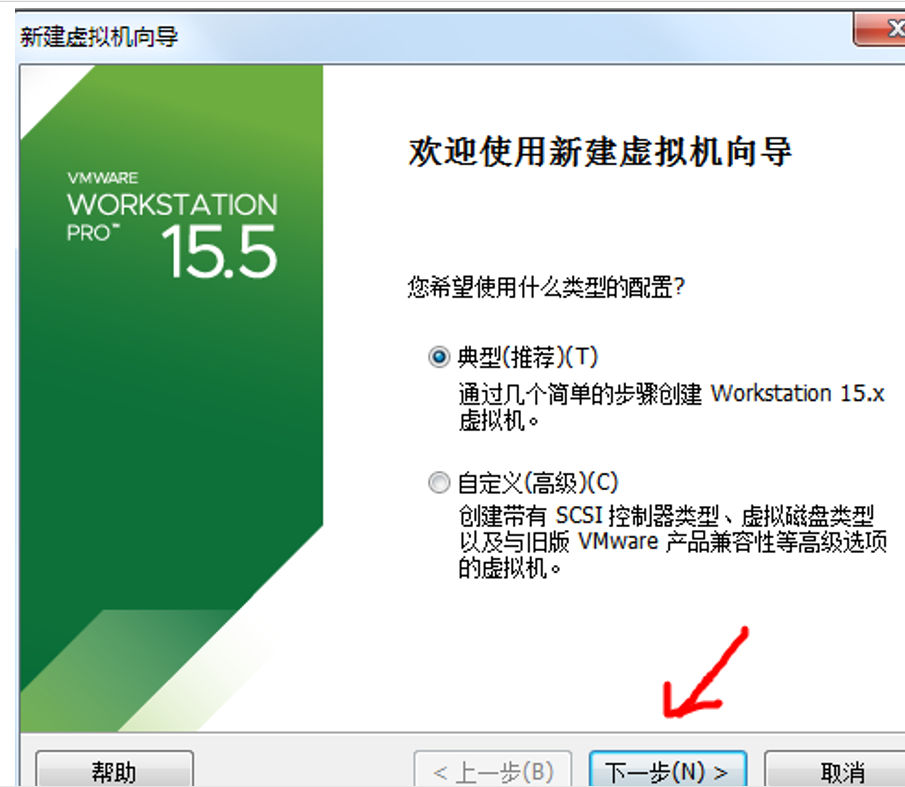 新建虚拟机向导
VMWARE
WORKSTATION
PRO™ 15.5
欢迎使用新建虚拟机向导
您希望使用什么类型的配置?
典型(推荐)(T)
通过几个简单的步骤创建 Workstation 15.x
虚拟机。
自定义(高级)(C)
创建带有 SCSI 控制器类型、虚拟磁盘类型
以及与旧版 VMware 产品兼容性等高级选项
的虚拟机。
帮助
< 上一步(B)
下一步(N) >
取消